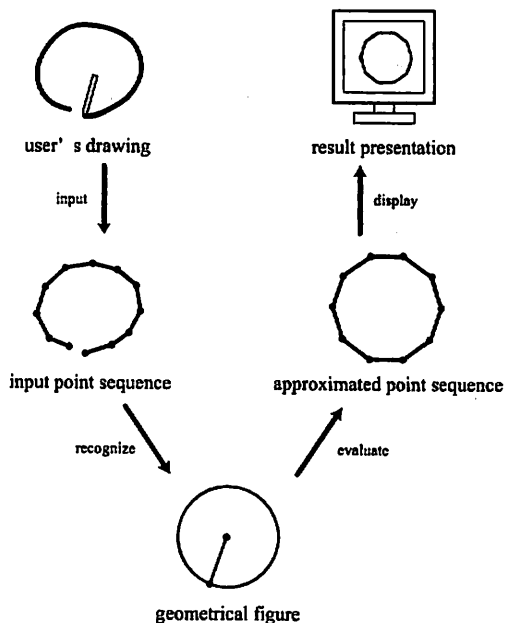 user' s drawing
result presentation
input
display
input point sequence
approximated point sequence
recognize
evaluate
geometrical figure